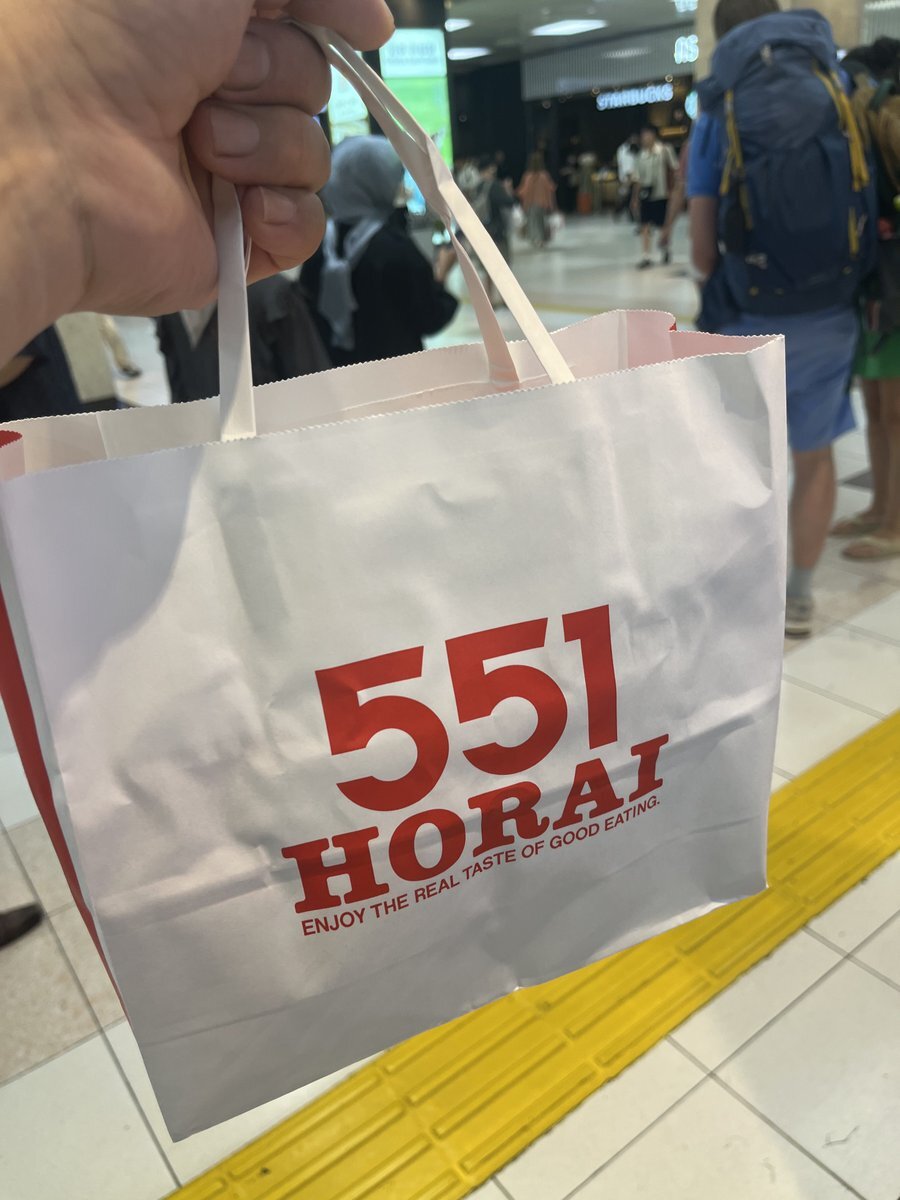 STARBUCKS
551
HORAI
ENJOY THE REAL TASTE OF GOOD EATING.